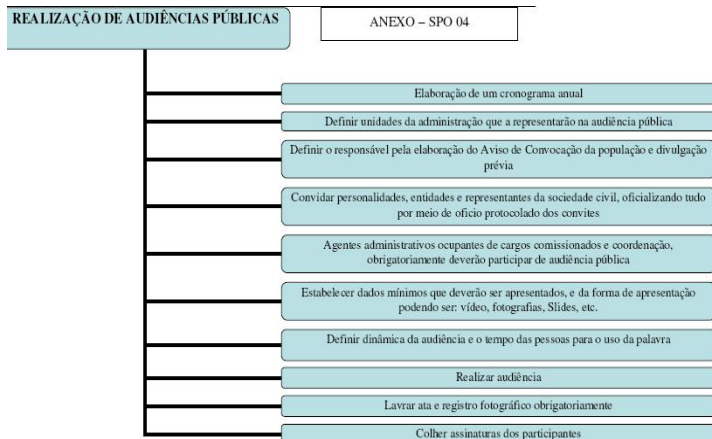 REALIZAÇÃO DE AUDIÊNCIAS PÚBLICAS
ANEXO – SPO 04
Elaboração de um cronograma anual
Definir unidades da administração que a representarão na audiência pública
Definir o responsável pela elaboração do Aviso de Convocação da população e divulgação
prévia
Convidar personalidades, entidades e representantes da sociedade civil, oficializando tudo
por meio de oficio protocolado dos convites
Agentes administrativos ocupantes de cargos comissionados e coordenação,
obrigatoriamente deverão participar de audiência pública
Estabelecer dados mínimos que deverão ser apresentados, e da forma de apresentação
podendo ser: vídeo, fotografias, Slides, etc.
Definir dinâmica da audiência e o tempo das pessoas para o uso da palavra
Realizar audiência
Lavrar ata e registro fotográfico obrigatoriamente
Colher assinaturas dos participantes